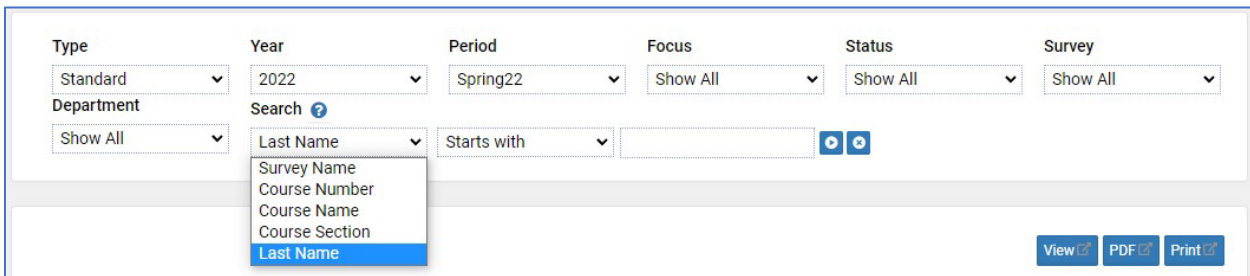 Type Year Period Focus Status Survey
Standard 2022 Spring22 Show All Show All Show All
Department Search ?
Show All Last Name Starts with
Survey Name
Course Number
Course Name
Course Section
Last Name
View PDF Print